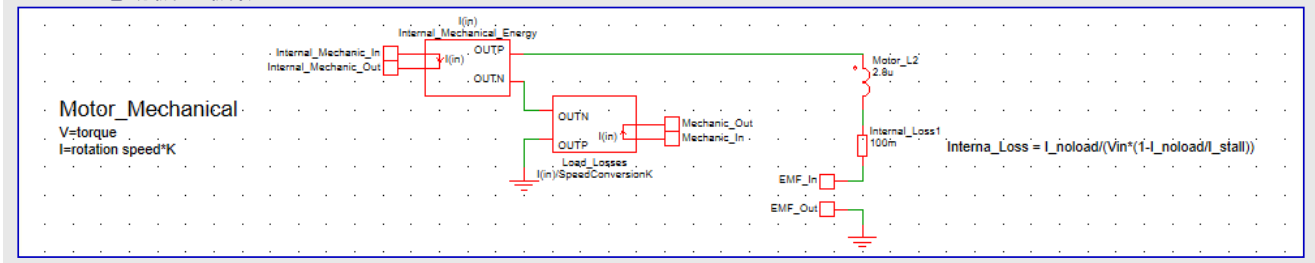 I(in)
Internal_Mechanical_Energy
Internal_Mechanic_In
Internal_Mechanic_Out
I(in)
OUTP
OUTN
Motor_L2
2.8u
Motor_Mechanical
V=torque
I=rotation speed*K
OUTN
OUTP
I(in)
Mechanic_Out
Mechanic_In
Load_Losses
I(in)/SpeedConversionK
Internal_Loss1
100m
Interna_Loss = I_noload/(Vin*(1-I_noload/I_stall))
EMF_In
EMF_Out